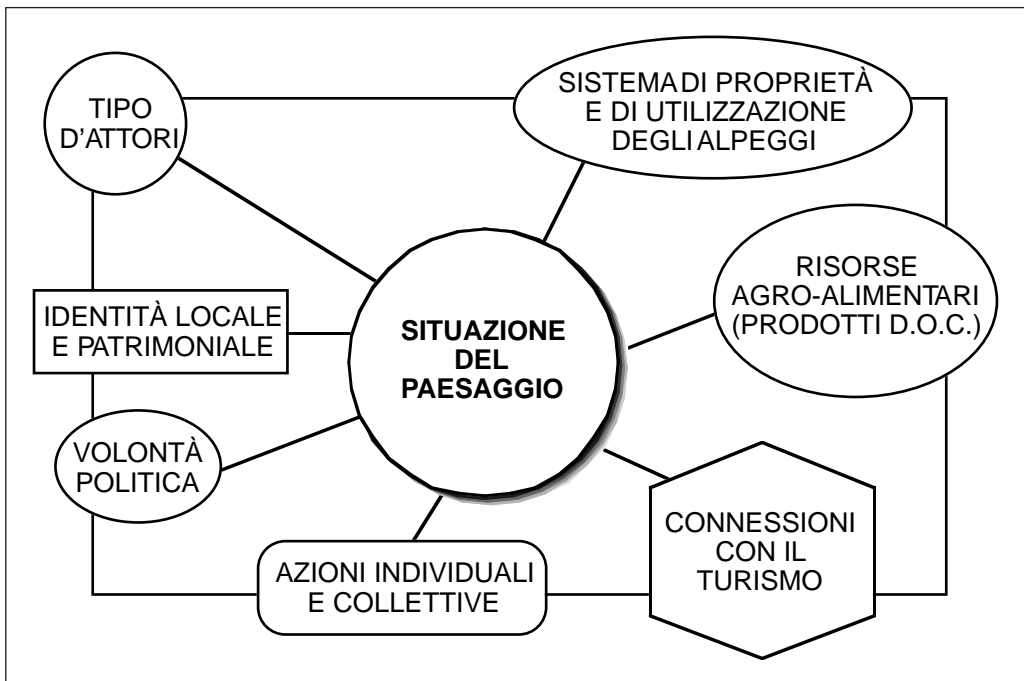 TIPO
D'ATTORI
SISTEMA DI PROPRIETÀ
E DI UTILIZZAZIONE
DEGLI ALPEGGI
RISORSE
AGRO-ALIMENTARI
(PRODOTTI D.O.C.)
IDENTITÀ LOCALE
E PATRIMONIALE
SITUAZIONE
DEL
PAESAGGIO
VOLONTÀ
POLITICA
CONNESSIONI
CON IL
TURISMO
AZIONI INDIVIDUALI
E COLLETTIVE